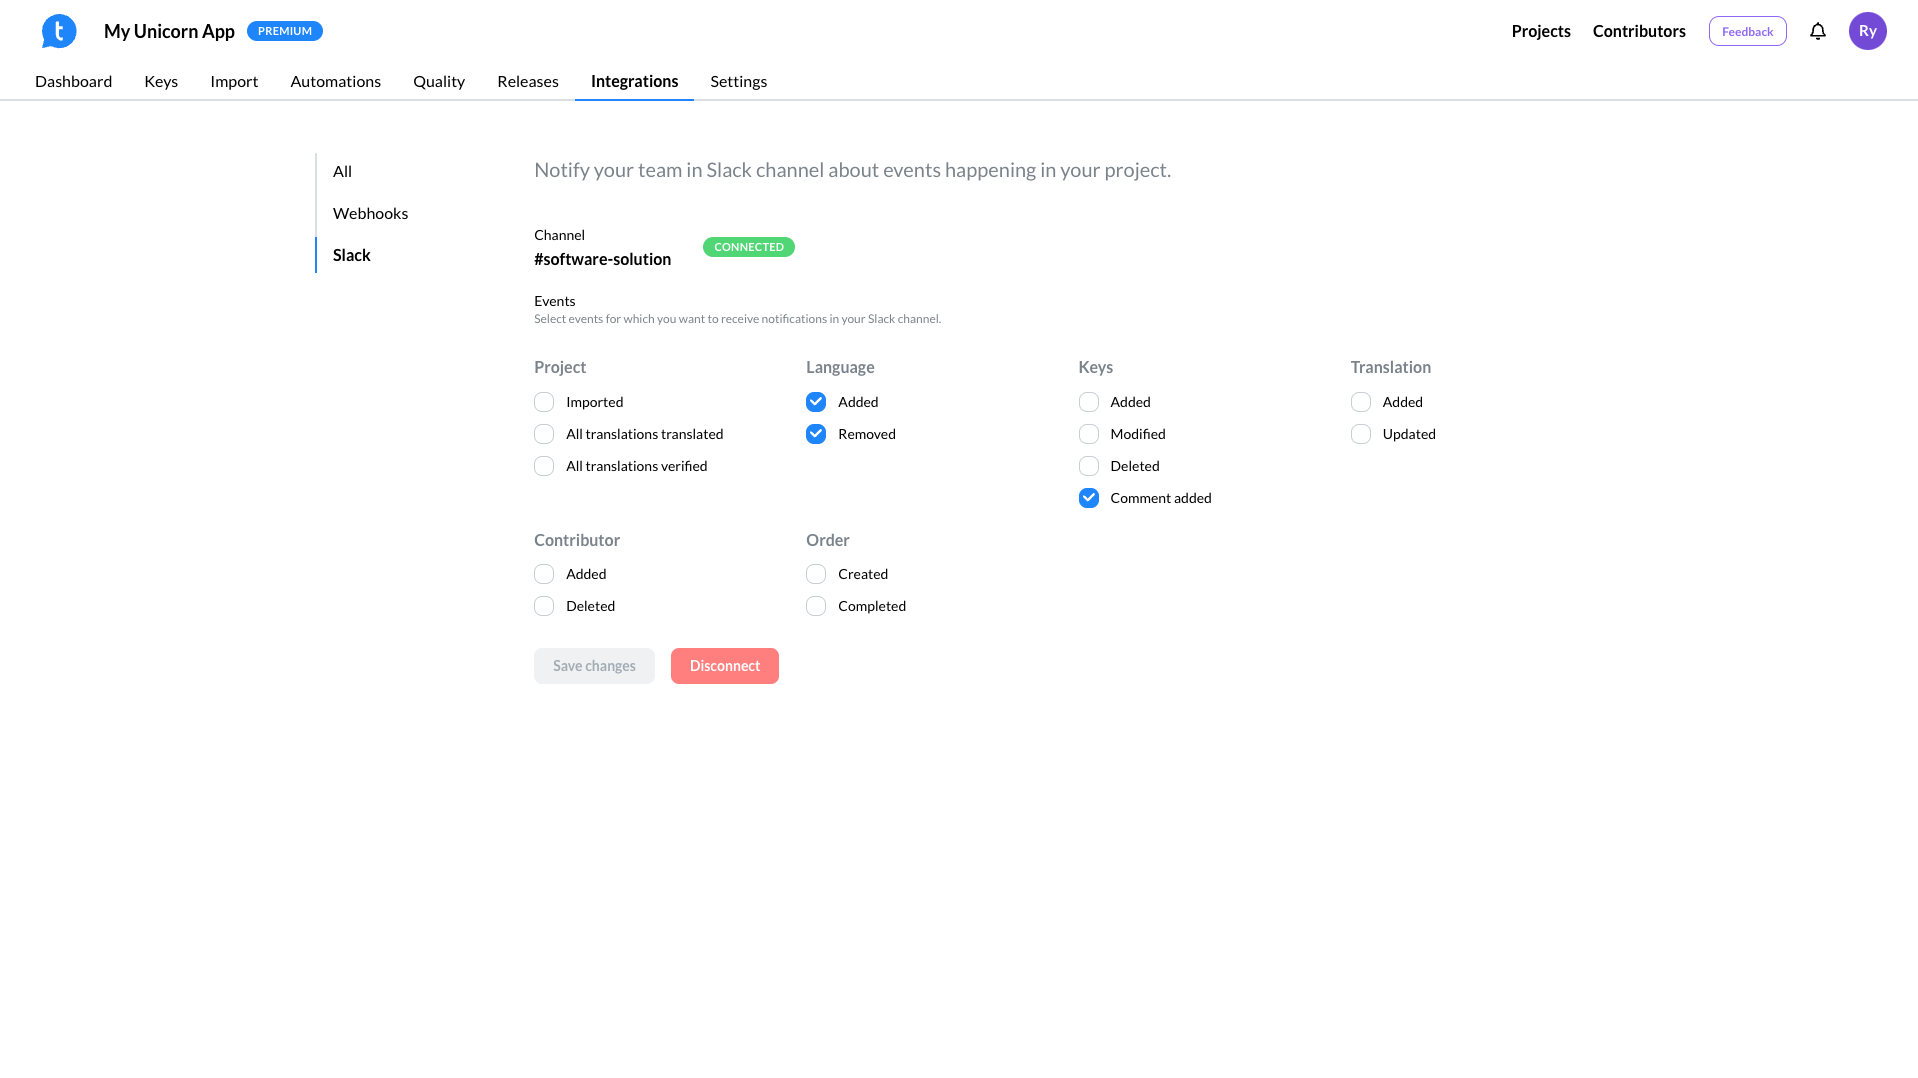 t
My Unicorn App
PREMIUM
Projects
Contributors
Feedback
Ry
Dashboard
Keys
Import
Automations
Quality
Releases
Integrations
Settings
All
Webhooks
Slack
Notify your team in Slack channel about events happening in your project.
Channel
#software-solution
CONNECTED
Events
Select events for which you want to receive notifications in your Slack channel.
Project
Imported
All translations translated
All translations verified
Language
Added
Removed
Keys
Added
Modified
Deleted
Comment added
Translation
Added
Updated
Contributor
Added
Deleted
Order
Created
Completed
Save changes
Disconnect